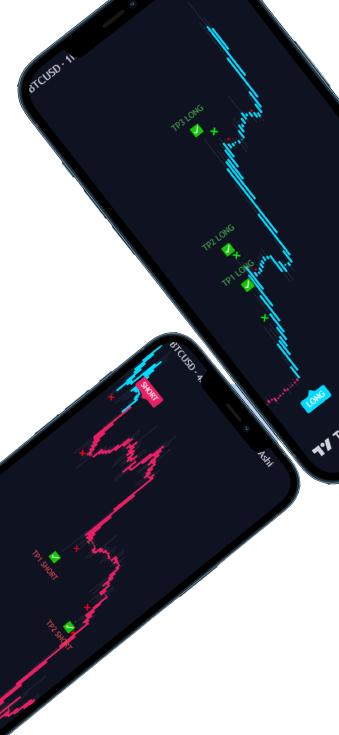 BTCUSD · 1
TP3 LONG
TP2 LONG
TP1 LONG
LONG
BTCUSD · 4
Ashi
SHORT
TP1 SHORT
TP2 SHORT